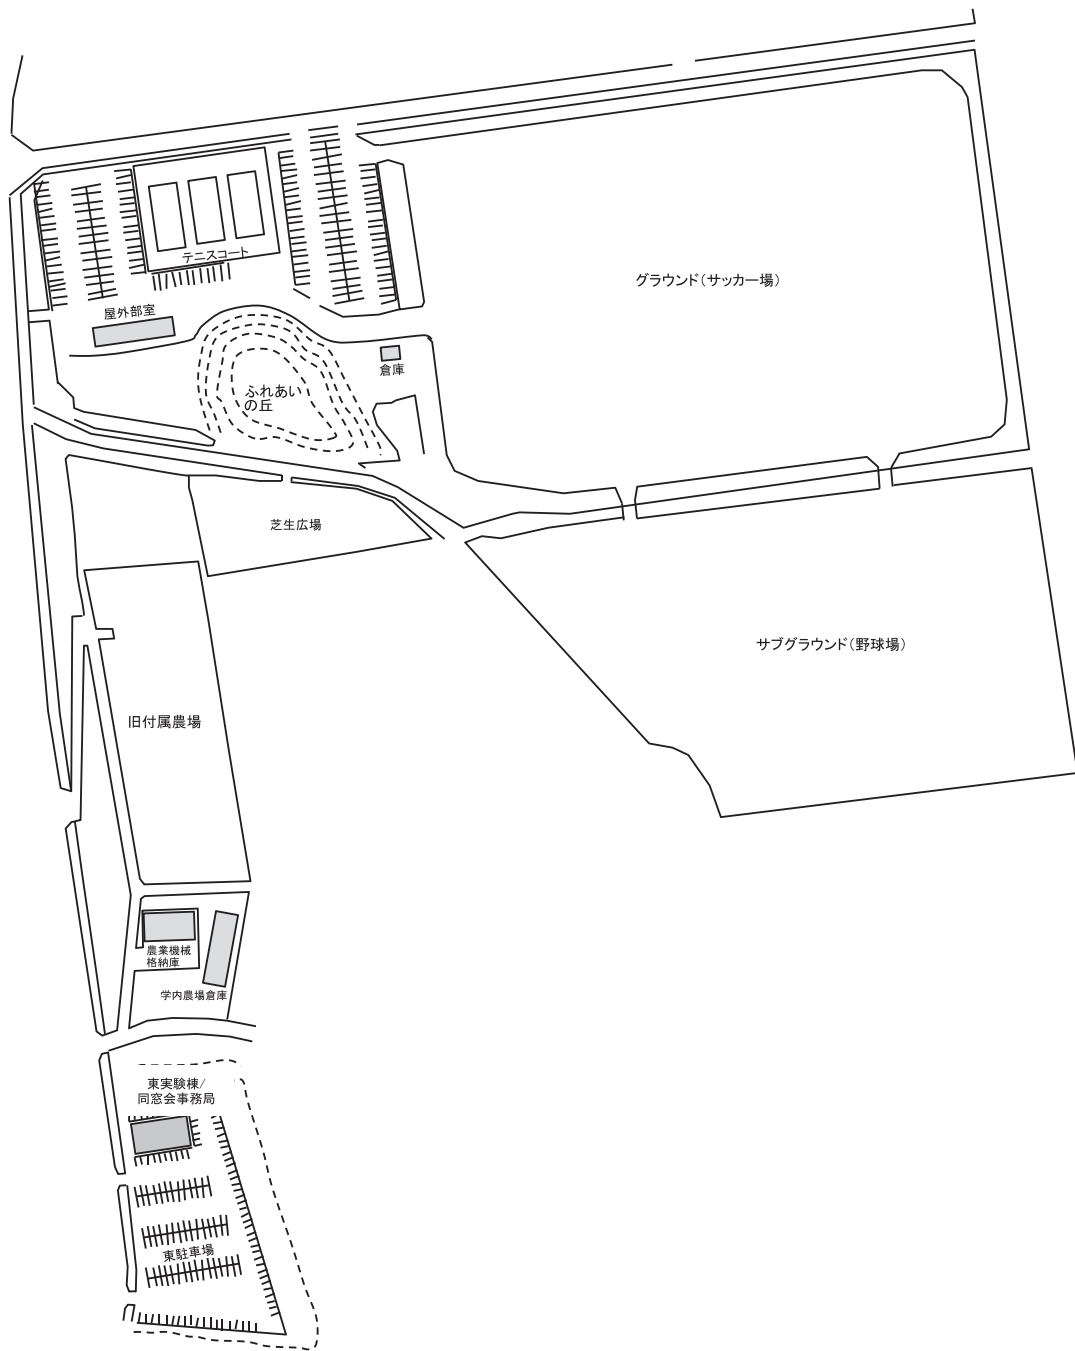 テニスコート
グラウンド（サッカー場）
屋外部室
倉庫
ふれあい
の丘
芝生広場
サブグラウンド（野球場）
旧付属農場
農業機械
格納庫
学内農場倉庫
東実験棟/
同窓会事務局
東駐車場